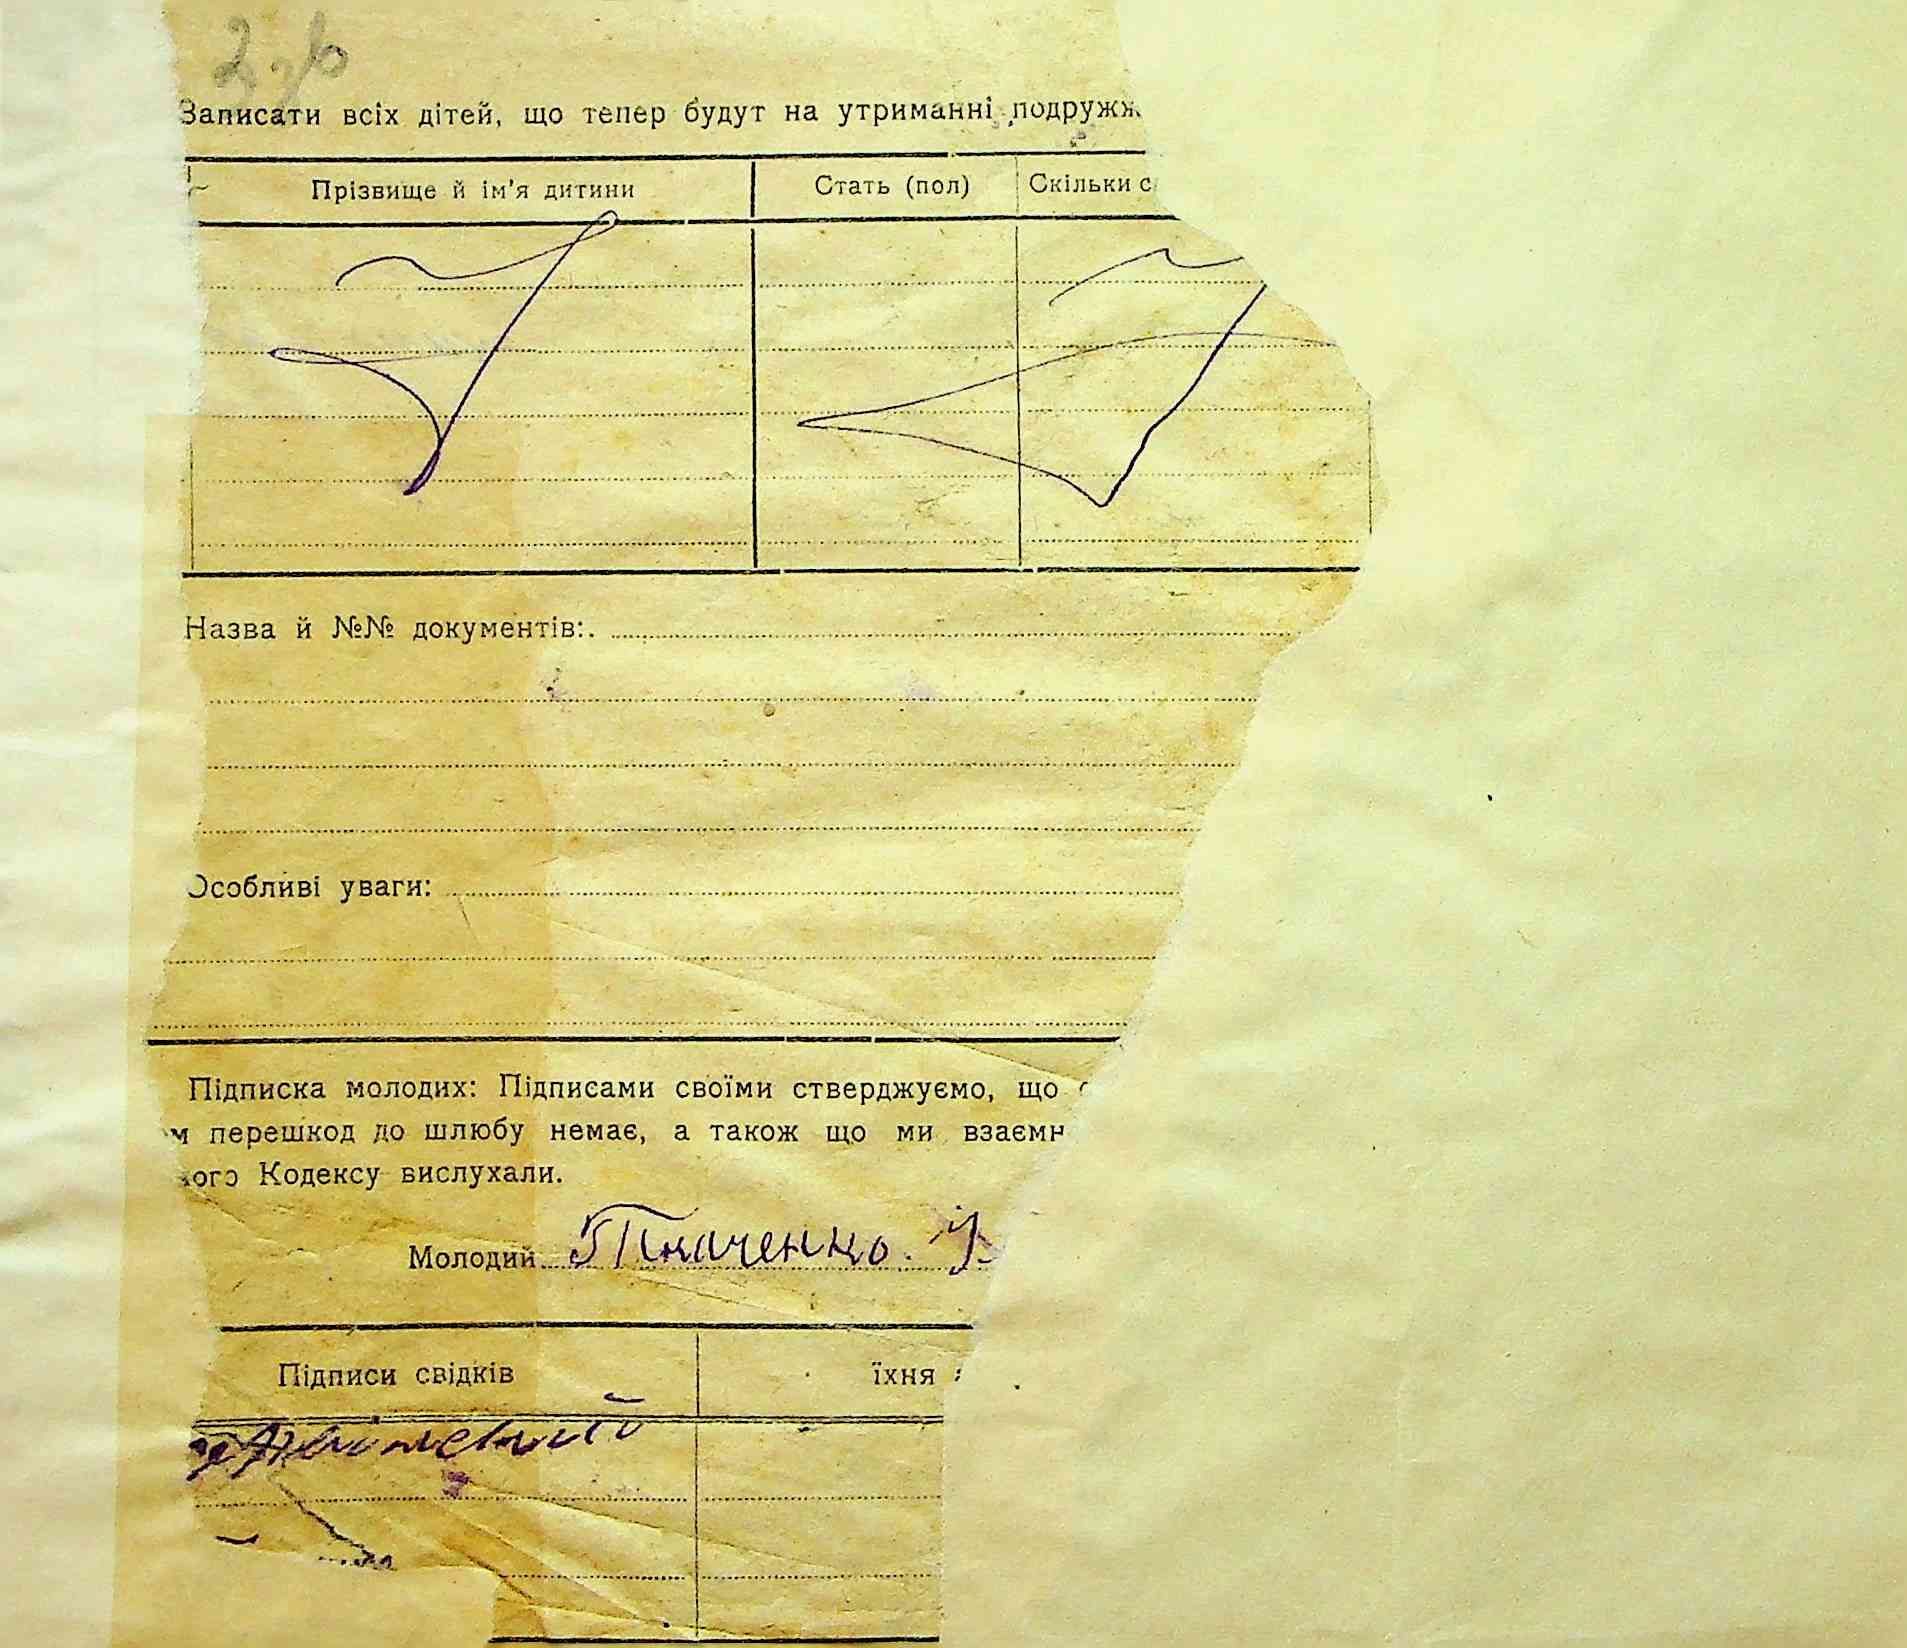 Записати всіх дітей, що тепер будут на утриманні подружж
Прізвище й ім'я дитини Стать (пол) Скільки с
Назва й №№ документів:
Особливі уваги:
Підписка молодих: Підписами своїми стверджуємо, що
м перешкод до шлюбу немає, а також що ми взаємн
ого Кодексу вислухали.
Молодий Ткаченко.
Підписи свідків їхня